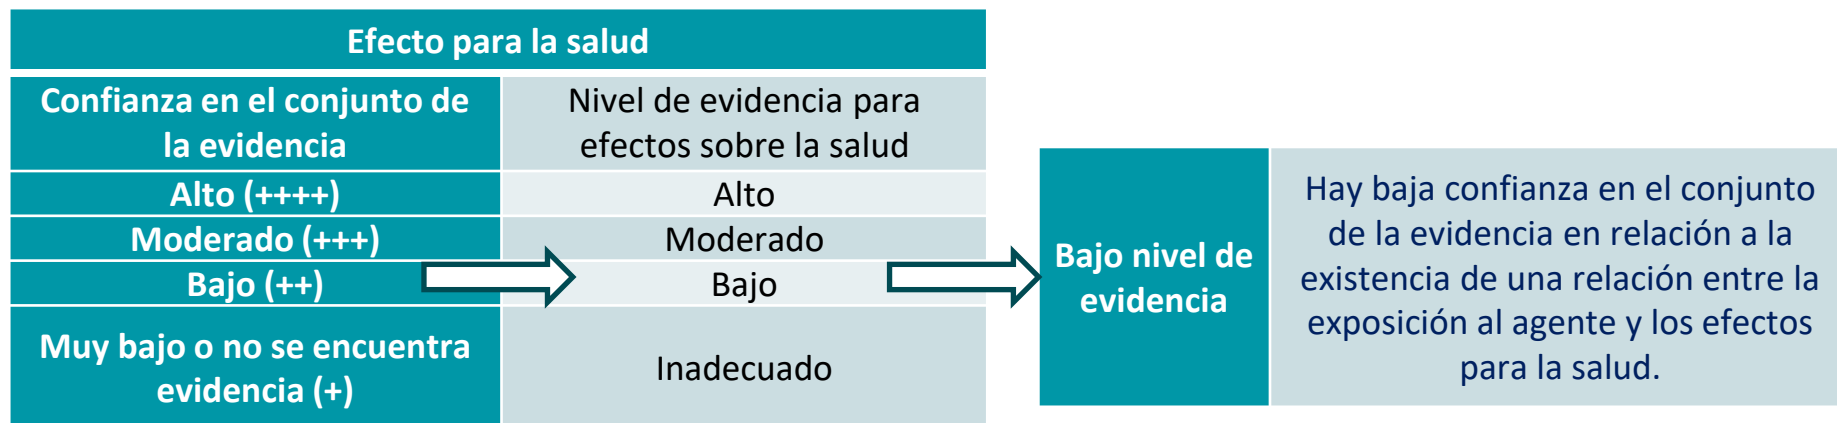 Efecto para la salud
Confianza en el conjunto de
la evidencia
Nivel de evidencia para
efectos sobre la salud
Alto (++++)
Alto
Moderado (+++)
Moderado
Bajo (++)
Bajo
Muy bajo o no se encuentra
evidencia (+)
Inadecuado
Bajo nivel de
evidencia
Hay baja confianza en el conjunto
de la evidencia en relación a la
existencia de una relación entre la
exposición al agente y los efectos
para la salud.